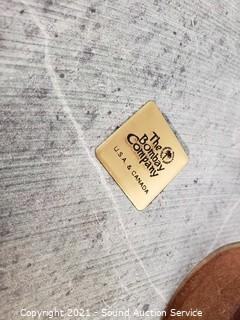 The
Bombay
Company
U.S.A. & CANADA
Copyright 2021 - Sound Auction Service